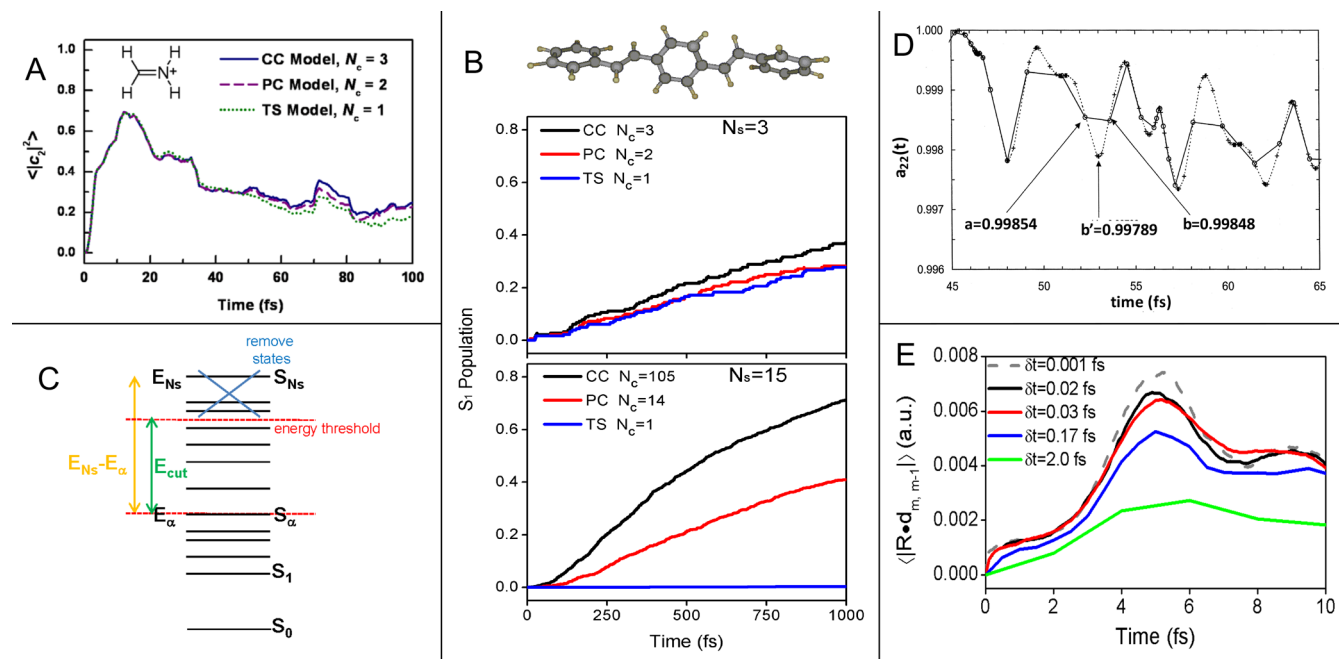 A
H
H
C=N
+
H
H
CC Model, Nc = 3
PC Model, Nc = 2
TS Model, Nc = 1
<|c2|2>
1.0
0.8
0.6
0.4
0.2
0.0
0 20 40 60 80 100
Time (fs)
B
Ns=3
CC Nc=3
PC Nc=2
TS Nc=1
0.8
0.4
0.0
Ns=15
CC Nc=105
PC Nc=14
TS Nc=1
S1 Population
0.8
0.6
0.4
0.2
0.0
0 250 500 750 1000
Time (fs)
C
remove
states
ENs
SNs
energy threshold
ENs-Eα
Ecut
Eα
Sα
S1
S0
D
a22(t)
1.000
0.999
0.998
0.997
0.996
a=0.99854
b'=0.99789
b=0.99848
45 50 55 60 65
time (fs)
E
δt=0.001 fs
δt=0.02 fs
δt=0.03 fs
δt=0.17 fs
δt=2.0 fs
⟨|R•dm, m-1|⟩ (a.u.)
0.008
0.006
0.004
0.002
0.000
0 2 4 6 8 10
Time (fs)